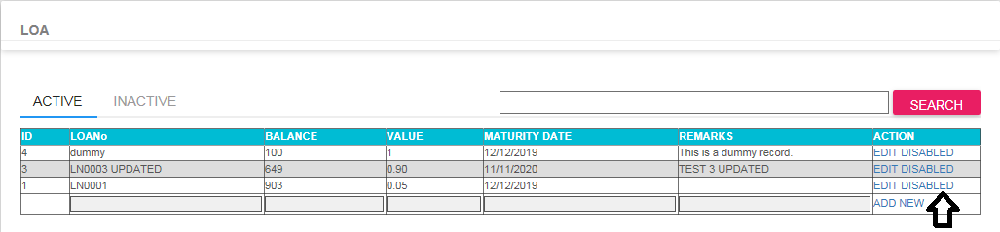 LOA
ACTIVE INACTIVE SEARCH
ID LOANo BALANCE VALUE MATURITY DATE REMARKS ACTION
4 dummy 100 1 12/12/2019 This is a dummy record. EDIT DISABLED
3 LN0003 UPDATED 649 0.90 11/11/2020 TEST 3 UPDATED EDIT DISABLED
1 LN0001 903 0.05 12/12/2019 EDIT DISABLED
ADD NEW